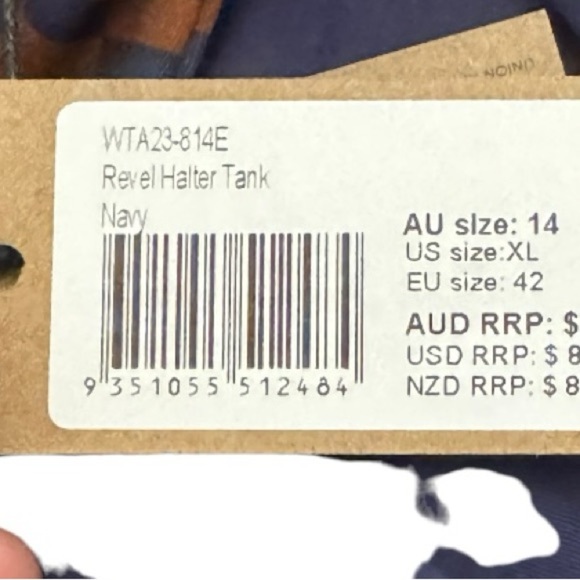 NOINU
WTA23-814E
Revel Halter Tank
Navy
AU size: 14
US size:XL
EU size: 42
AUD RRP: $
USD RRP: $ 8
NZD RRP: $ 8
9 351055 512484